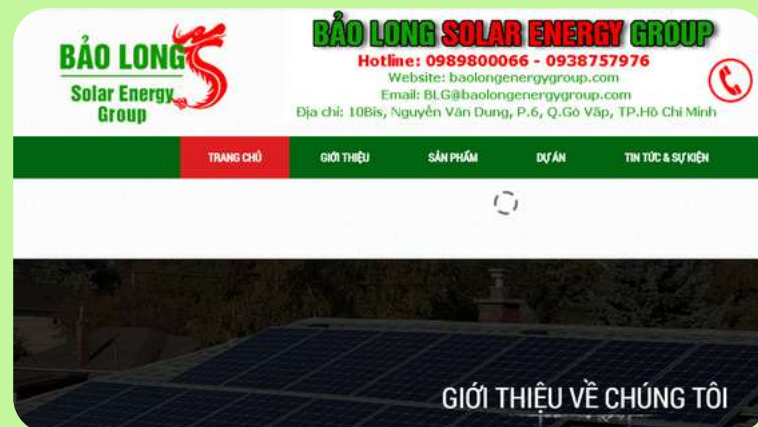 BẢO LONG
Solar Energy
Group
BẢO LONG SOLAR ENERGY GROUP
Hotline: 0989800066 - 0938757976
Website: baolongenergygroup.com
Email: BLG@baolongenergygroup.com
Địa chỉ: 10Bis, Nguyễn Văn Dung, P.6, Q.Gò Vấp, TP.Hồ Chí Minh
TRANG CHỦ
GIỚI THIỆU
SẢN PHẨM
DỰ ÁN
TIN TỨC & SỰ KIỆN
GIỚI THIỆU VỀ CHÚNG TÔI